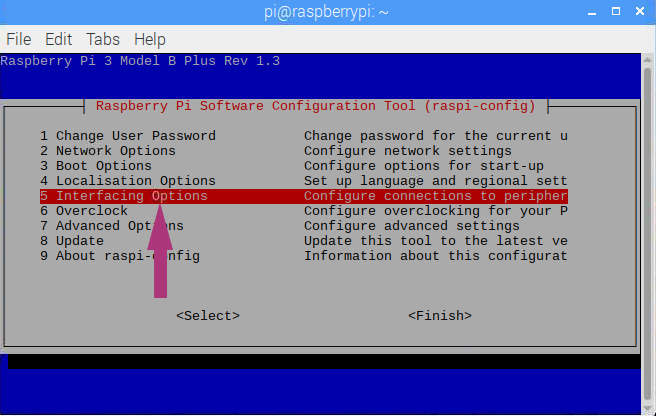 pi@raspberrypi: ~
File Edit Tabs Help
Raspberry Pi 3 Model B Plus Rev 1.3
Raspberry Pi Software Configuration Tool (raspi-config)
1 Change User Password Change password for the current u
2 Network Options Configure network settings
3 Boot Options Configure options for start-up
4 Localisation Options Set up language and regional sett
5 Interfacing Options Configure connections to peripher
6 Overclock Configure overclocking for your P
7 Advanced Options Configure advanced settings
8 Update Update this tool to the latest ve
9 About raspi-config Information about this configurat
<Select> <Finish>